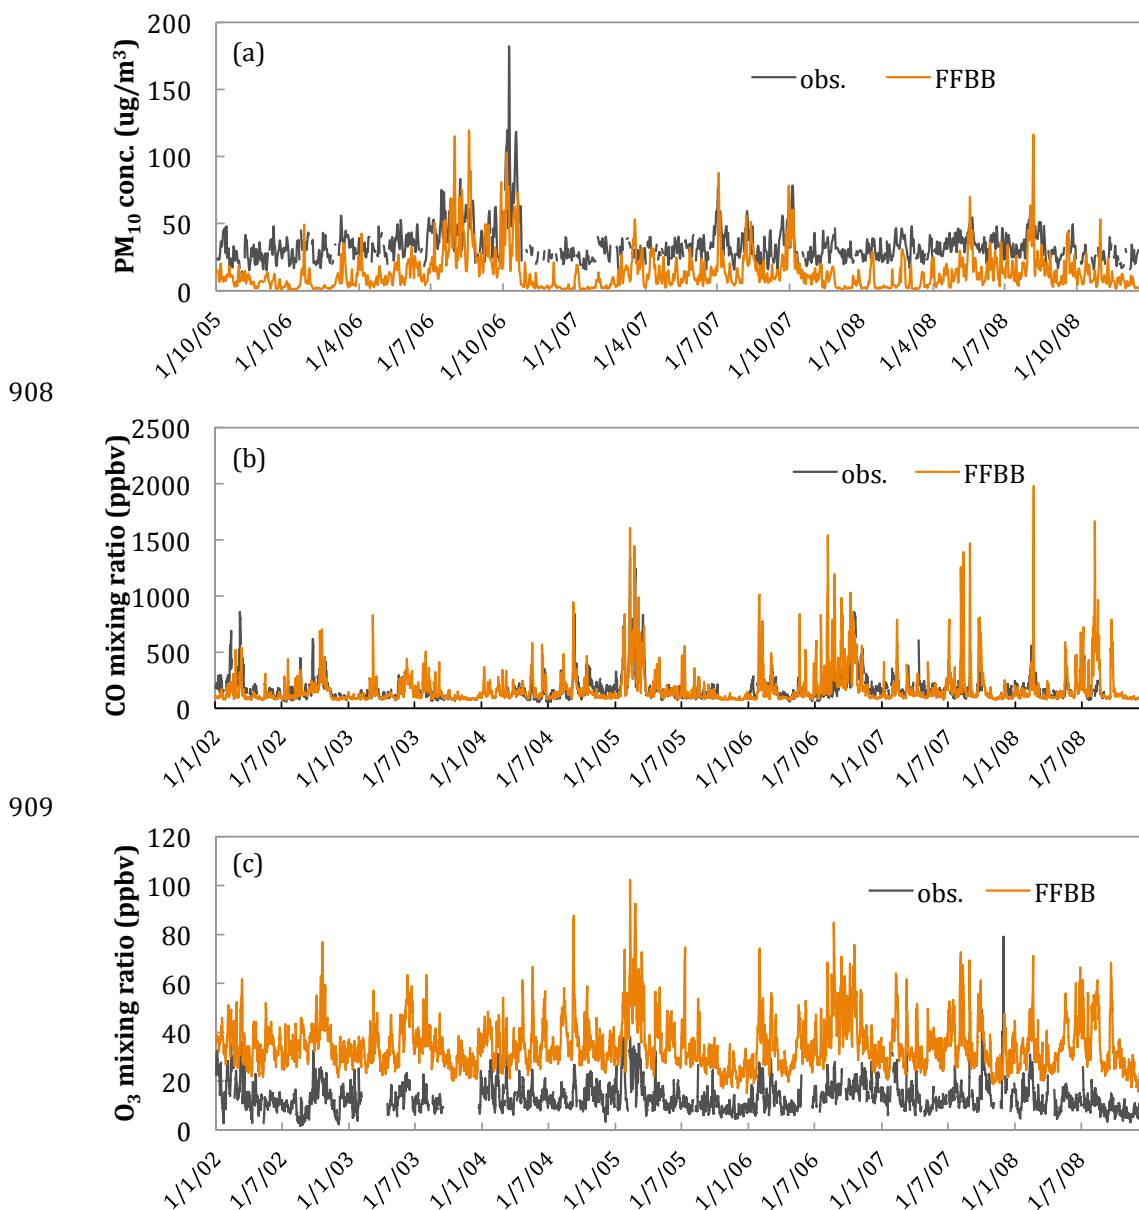 200
150
100
50
0
PM10 conc. (ug/m3)
(a)
obs. FFBB
1/10/05 1/1/06 1/4/06 1/7/06 1/10/06 1/1/07 1/4/07 1/7/07 1/10/07 1/1/08 1/4/08 1/7/08 1/10/08
908
2500
2000
1500
1000
500
0
CO mixing ratio (ppbv)
(b)
obs. FFBB
1/1/02 1/7/02 1/1/03 1/7/03 1/1/04 1/7/04 1/1/05 1/7/05 1/1/06 1/7/06 1/1/07 1/7/07 1/1/08 1/7/08
909
120
100
80
60
40
20
0
O3 mixing ratio (ppbv)
(c)
obs. FFBB
1/1/02 1/7/02 1/1/03 1/7/03 1/1/04 1/7/04 1/1/05 1/7/05 1/1/06 1/7/06 1/1/07 1/7/07 1/1/08 1/7/08